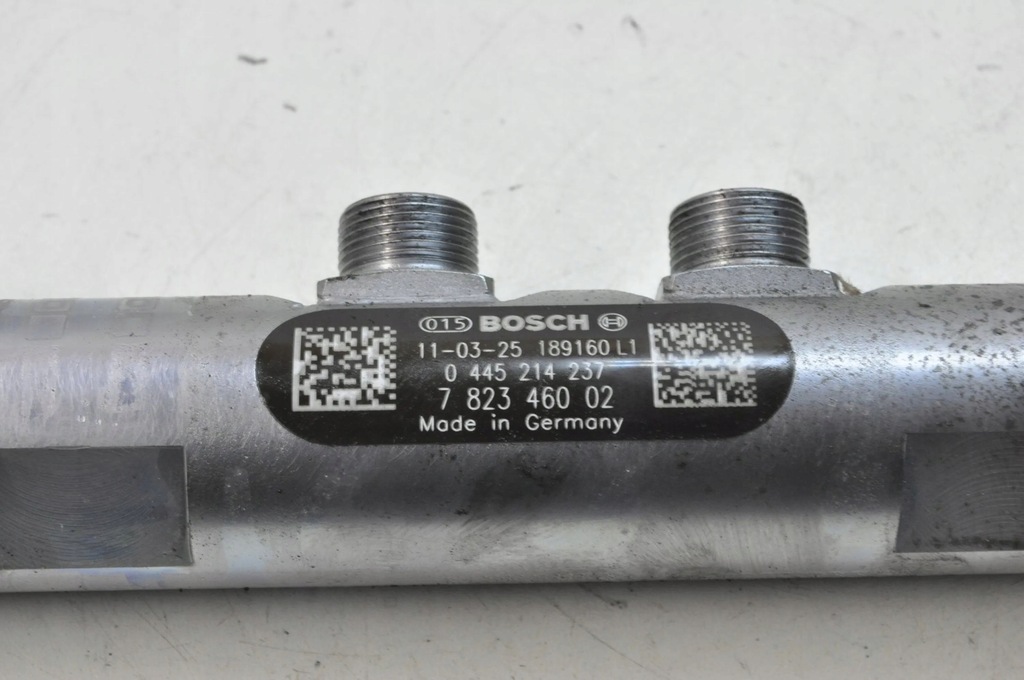 015 BOSCH
11-03-25 189160 L1
0 445 214 237
7 823 460 02
Made in Germany